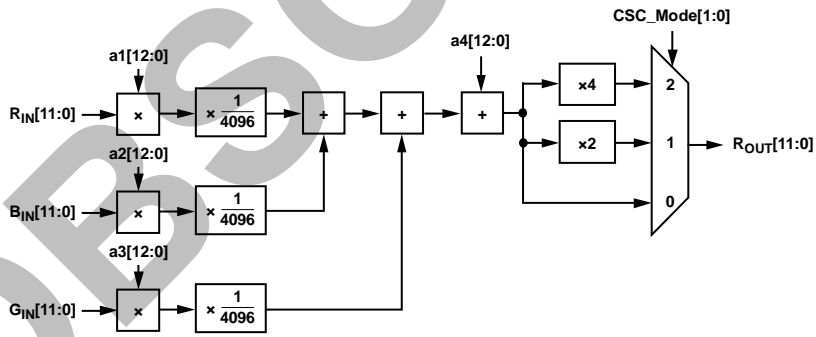 CSC_Mode[1:0]
a1[12:0]
a4[12:0]
R_IN[11:0]
×
× 1/4096
+
+
+
×4
2
×2
1
R_OUT[11:0]
0
a2[12:0]
B_IN[11:0]
×
× 1/4096
a3[12:0]
G_IN[11:0]
×
× 1/4096
OBSO